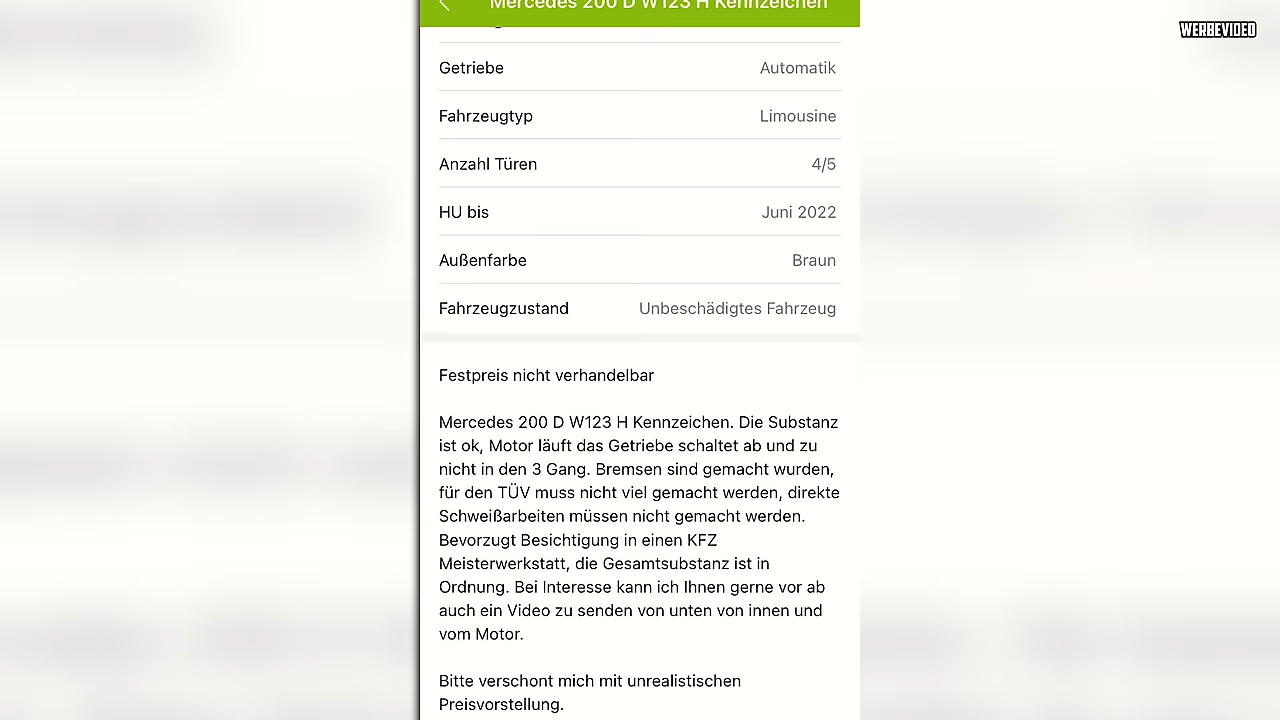 Mercedes 200 D W123 H Kennzeichen
WERBEVIDEO
Getriebe Automatik
Fahrzeugtyp Limousine
Anzahl Türen 4/5
HU bis Juni 2022
Außenfarbe Braun
Fahrzeugzustand Unbeschädigtes Fahrzeug
Festpreis nicht verhandelbar
Mercedes 200 D W123 H Kennzeichen. Die Substanz
ist ok, Motor läuft das Getriebe schaltet ab und zu
nicht in den 3 Gang. Bremsen sind gemacht wurden,
für den TÜV muss nicht viel gemacht werden, direkte
Schweißarbeiten müssen nicht gemacht werden.
Bevorzugt Besichtigung in einen KFZ
Meisterwerkstatt, die Gesamtsubstanz ist in
Ordnung. Bei Interesse kann ich Ihnen gerne vor ab
auch ein Video zu senden von unten von innen und
vom Motor.
Bitte verschont mich mit unrealistischen
Preisvorstellung.